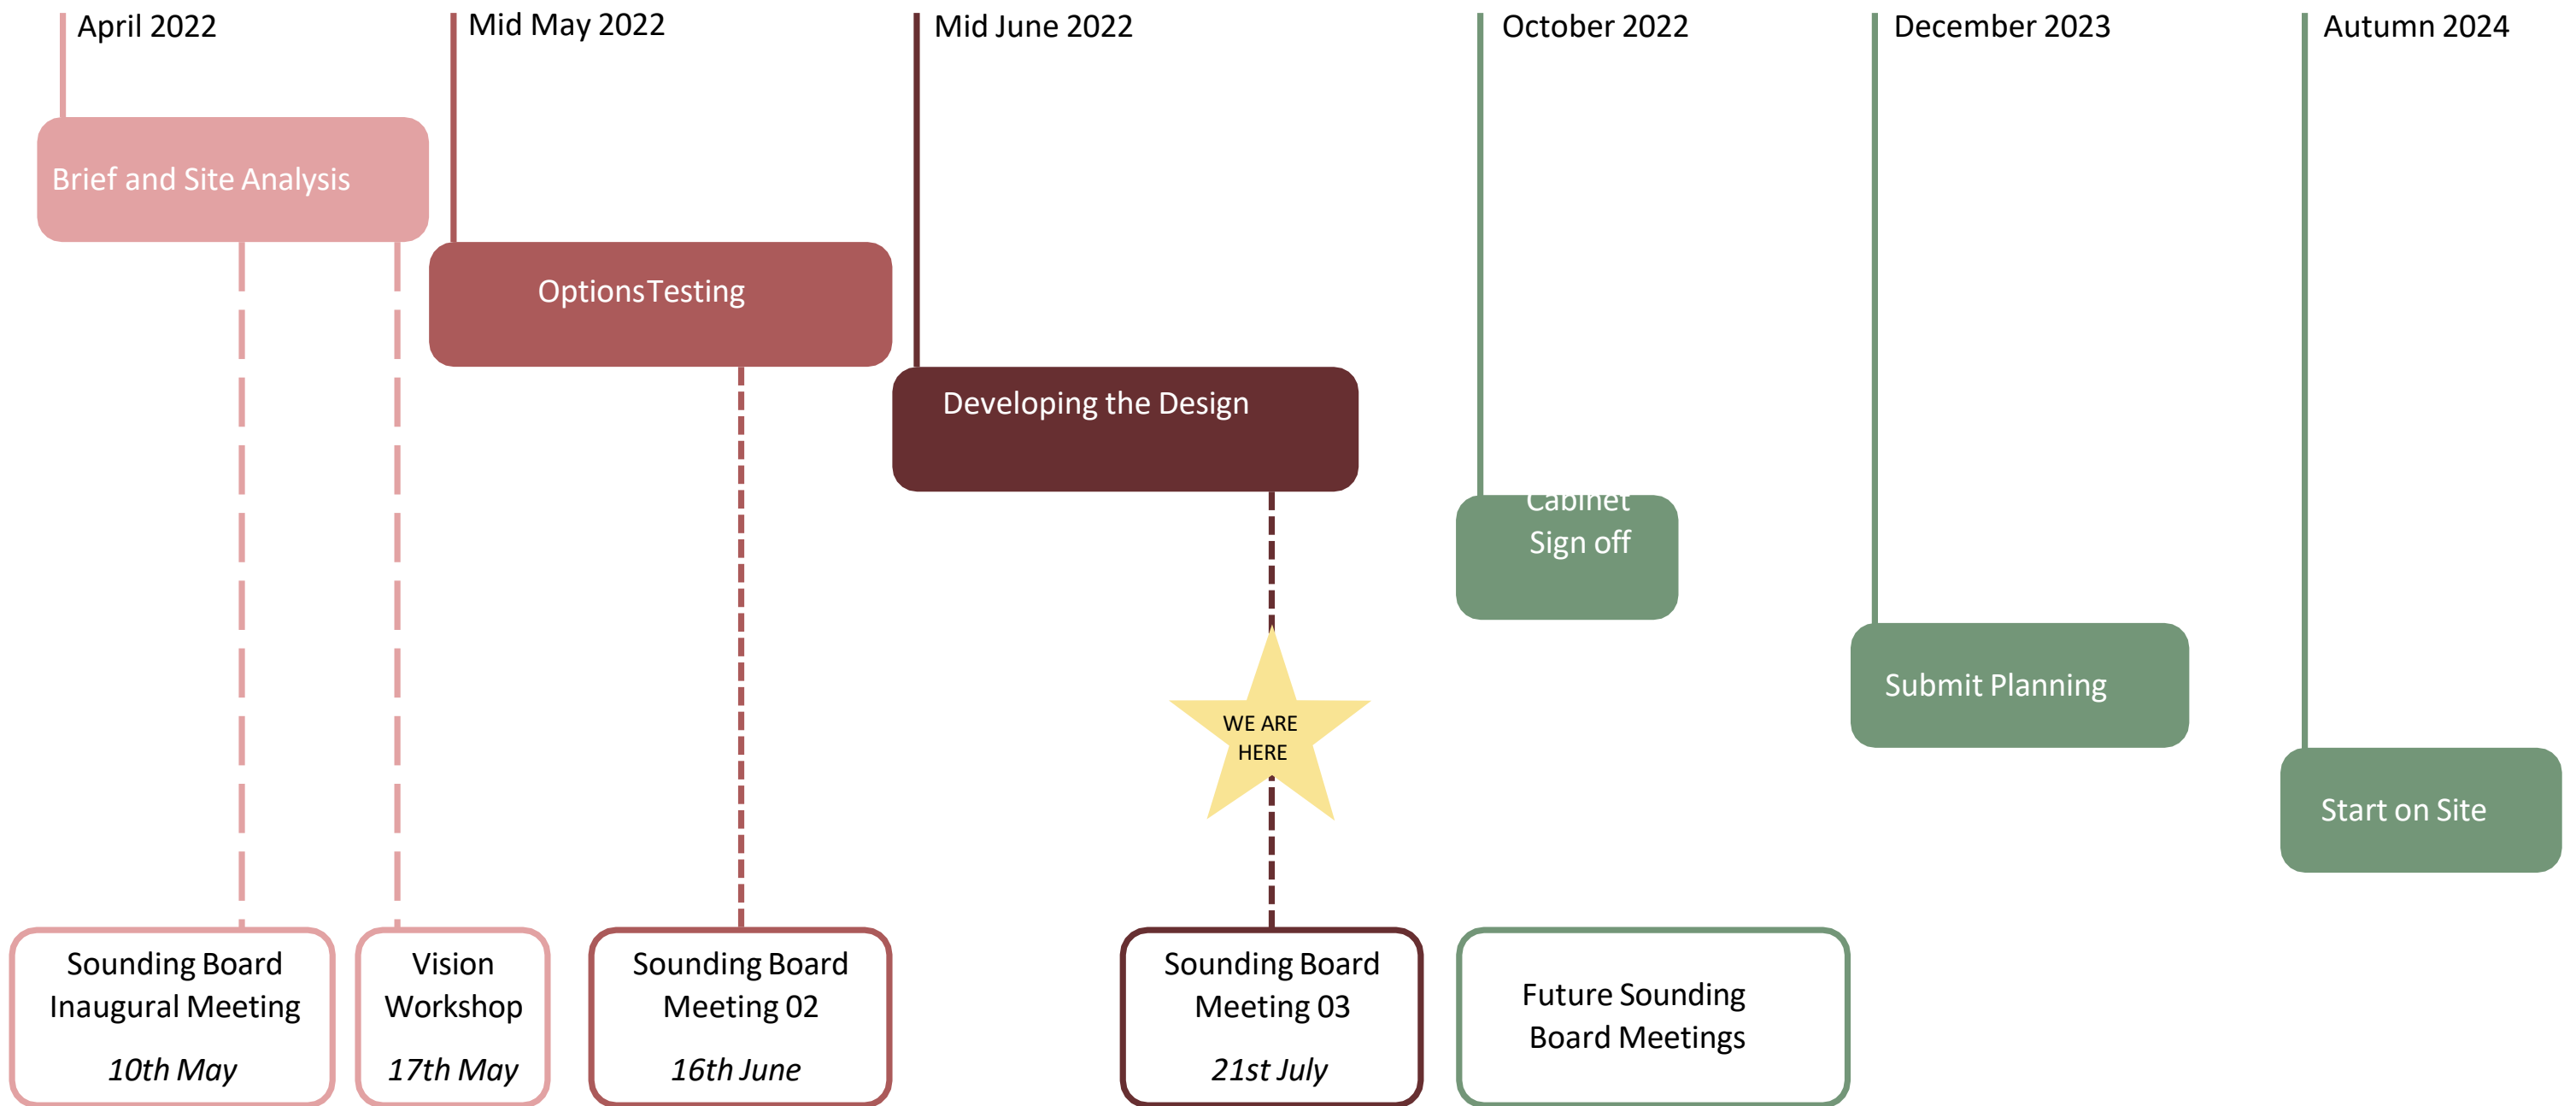 April 2022
Mid May 2022
Mid June 2022
October 2022
December 2023
Autumn 2024
Brief and Site Analysis
OptionsTesting
Developing the Design
Cabinet
Sign off
Submit Planning
Start on Site
WE ARE
HERE
Sounding Board
Inaugural Meeting
10th May
Vision
Workshop
17th May
Sounding Board
Meeting 02
16th June
Sounding Board
Meeting 03
21st July
Future Sounding
Board Meetings